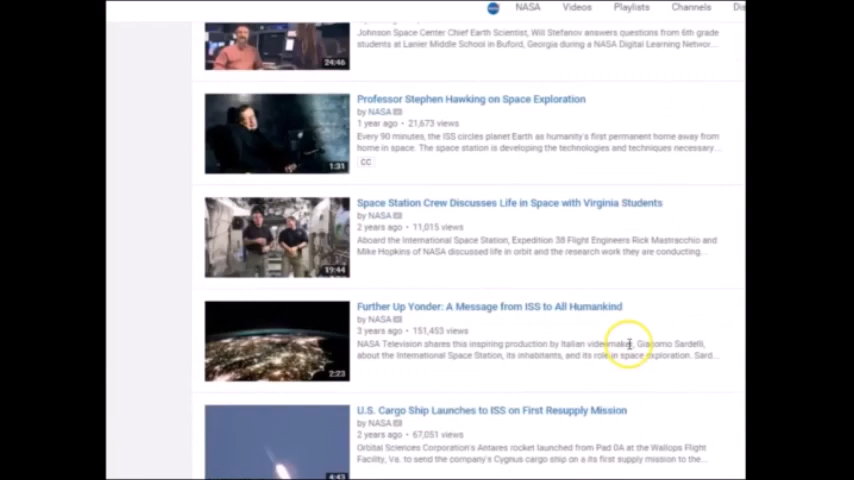 NASA Videos Playlists Channels
Johnson Space Center Chief Earth Scientist, Will Stefanov answers questions from 6th grade
students at Lanier Middle School in Buford, Georgia during a NASA Digital Learning Networ...
24:46
Professor Stephen Hawking on Space Exploration
by NASA
1 year ago • 21,673 views
Every 90 minutes, the ISS circles planet Earth as humanity's first permanent home away from
home in space. The space station is developing the technologies and techniques necessary...
CC
1:31
Space Station Crew Discusses Life in Space with Virginia Students
by NASA
2 years ago • 11,015 views
Aboard the International Space Station, Expedition 38 Flight Engineers Rick Mastracchio and
Mike Hopkins of NASA discussed life in orbit and the research work they are conducting...
19:44
Further Up Yonder: A Message from ISS to All Humankind
by NASA
3 years ago • 151,453 views
NASA Television shares this inspiring production by Italian videomaker, Giacomo Sardelli,
about the International Space Station, its inhabitants, and its role in space exploration. Sard...
2:23
U.S. Cargo Ship Launches to ISS on First Resupply Mission
by NASA
2 years ago • 67,051 views
Orbital Sciences Corporation's Antares rocket launched from Pad 0A at the Wallops Flight
Facility, Va. to send the company's Cygnus cargo ship on a its first supply mission to the...
4:43